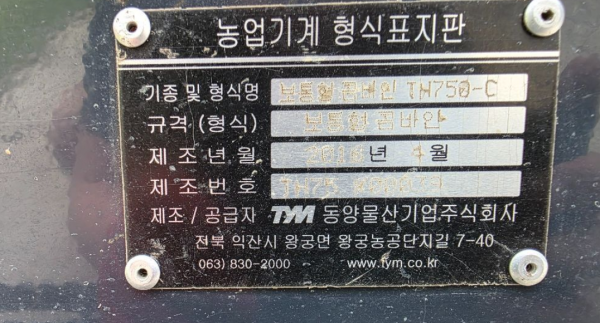 농업기계 형식표지판
기종 및 형식명 보통형콤바인 TH750-C
규격 (형식) 보통형콤바인
제 조 년 월 년 4월
제 조 번 호
제조 / 공급자 TYM 동양물산기업주식회사
전북 익산시 왕궁면 왕궁농공단지길 7-40
063) 830-2000 www.tym.co.kr